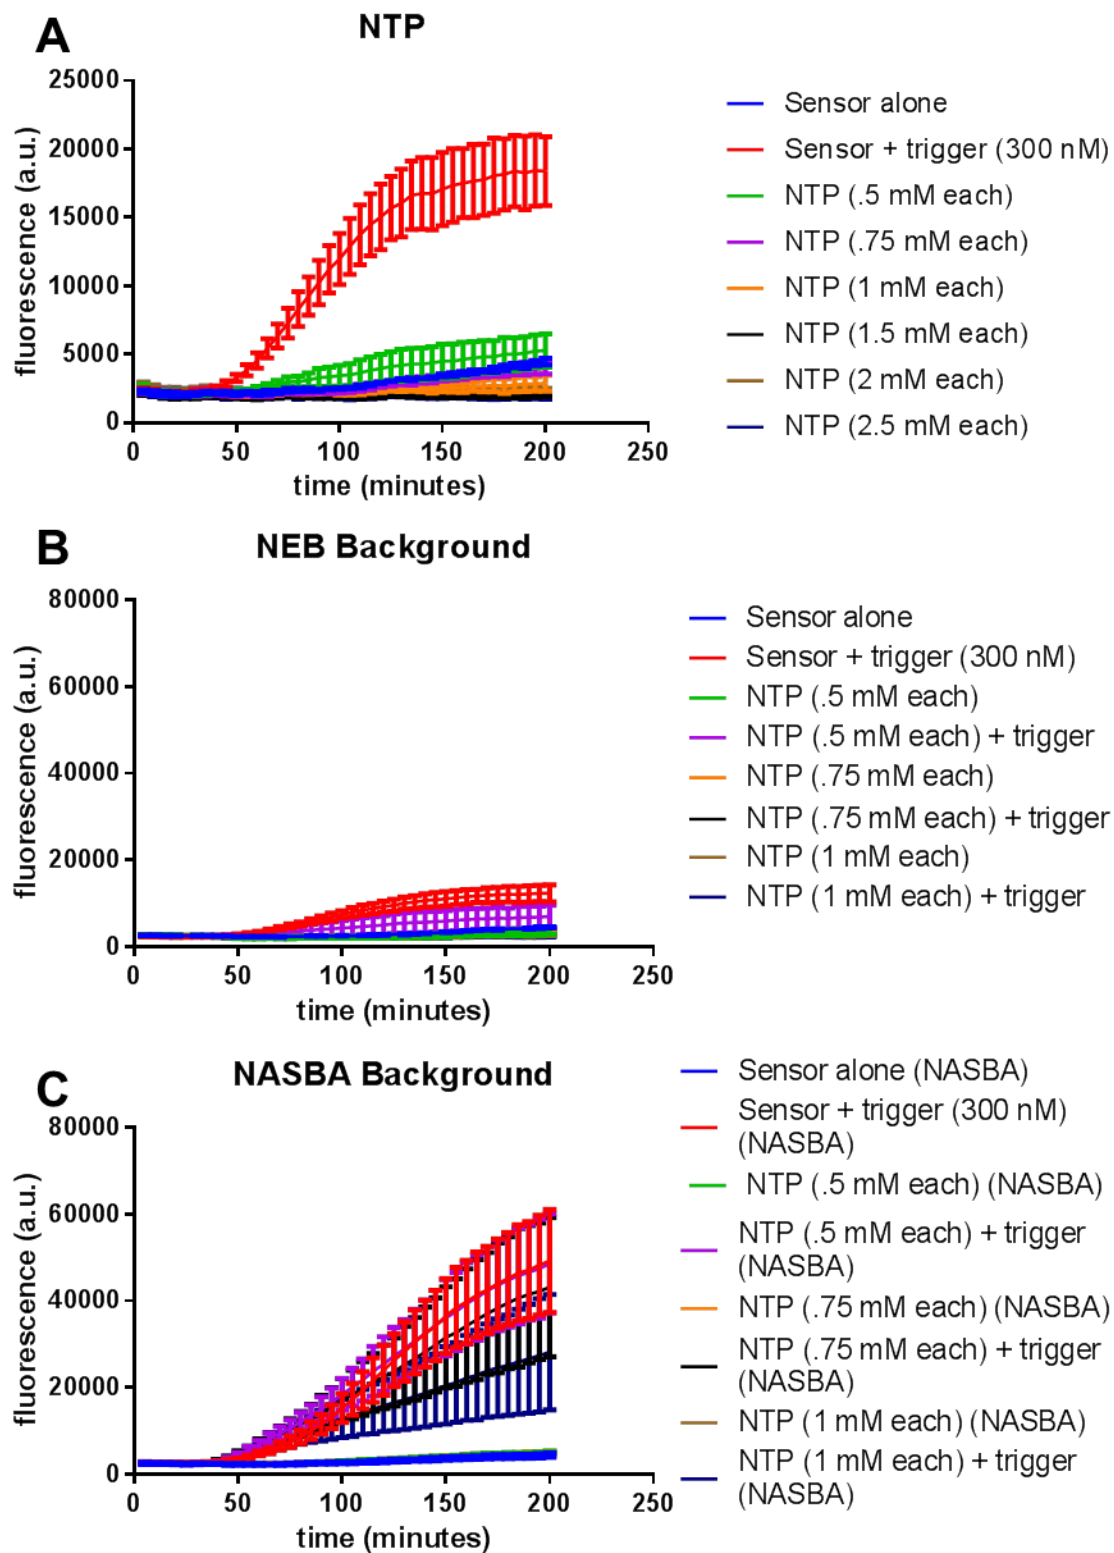 A
NTP
25000
20000
15000
10000
5000
0
fluorescence (a.u.)
0 50 100 150 200 250
time (minutes)
Sensor alone
Sensor + trigger (300 nM)
NTP (.5 mM each)
NTP (.75 mM each)
NTP (1 mM each)
NTP (1.5 mM each)
NTP (2 mM each)
NTP (2.5 mM each)
B
NEB Background
80000
60000
40000
20000
0
fluorescence (a.u.)
0 50 100 150 200 250
time (minutes)
Sensor alone
Sensor + trigger (300 nM)
NTP (.5 mM each)
NTP (.5 mM each) + trigger
NTP (.75 mM each)
NTP (.75 mM each) + trigger
NTP (1 mM each)
NTP (1 mM each) + trigger
C
NASBA Background
80000
60000
40000
20000
0
fluorescence (a.u.)
0 50 100 150 200 250
time (minutes)
Sensor alone (NASBA)
Sensor + trigger (300 nM)
(NASBA)
NTP (.5 mM each) (NASBA)
NTP (.5 mM each) + trigger
(NASBA)
NTP (.75 mM each) (NASBA)
NTP (.75 mM each) + trigger
(NASBA)
NTP (1 mM each) (NASBA)
NTP (1 mM each) + trigger
(NASBA)